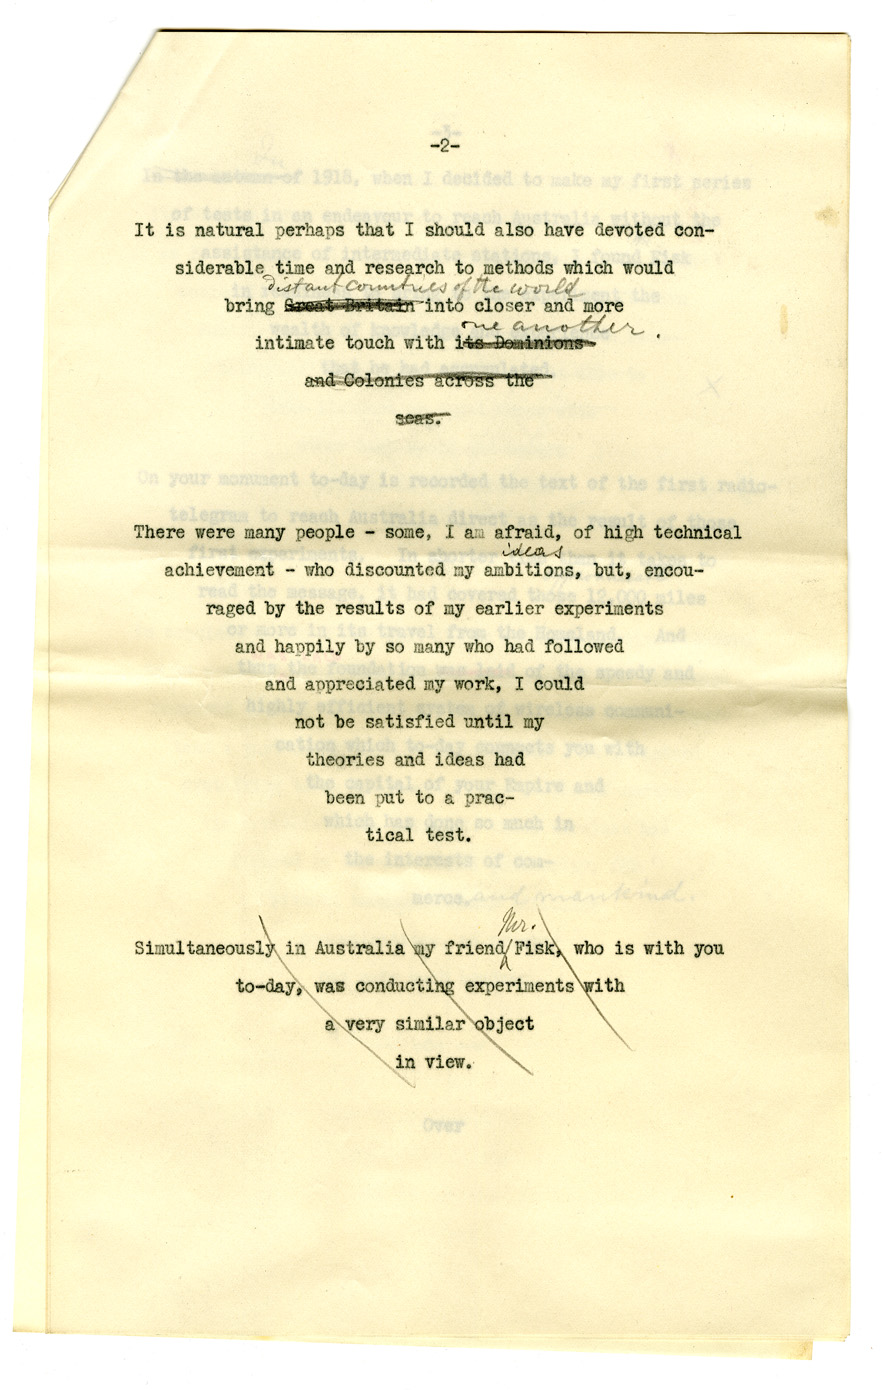 -2-
It is natural perhaps that I should also have devoted con-
siderable time and research to methods which would
distant countries of the world
bring Great Britain into closer and more
one another.
intimate touch with its Dominions
and Colonies across the
seas.
There were many people - some, I am afraid, of high technical
ideas
achievement - who discounted my ambitions, but, encou-
raged by the results of my earlier experiments
and happily by so many who had followed
and appreciated my work, I could
not be satisfied until my
theories and ideas had
been put to a prac-
tical test.
Mr.
Simultaneously in Australia my friend Fisk, who is with you
to-day, was conducting experiments with
a very similar object
in view.
Over